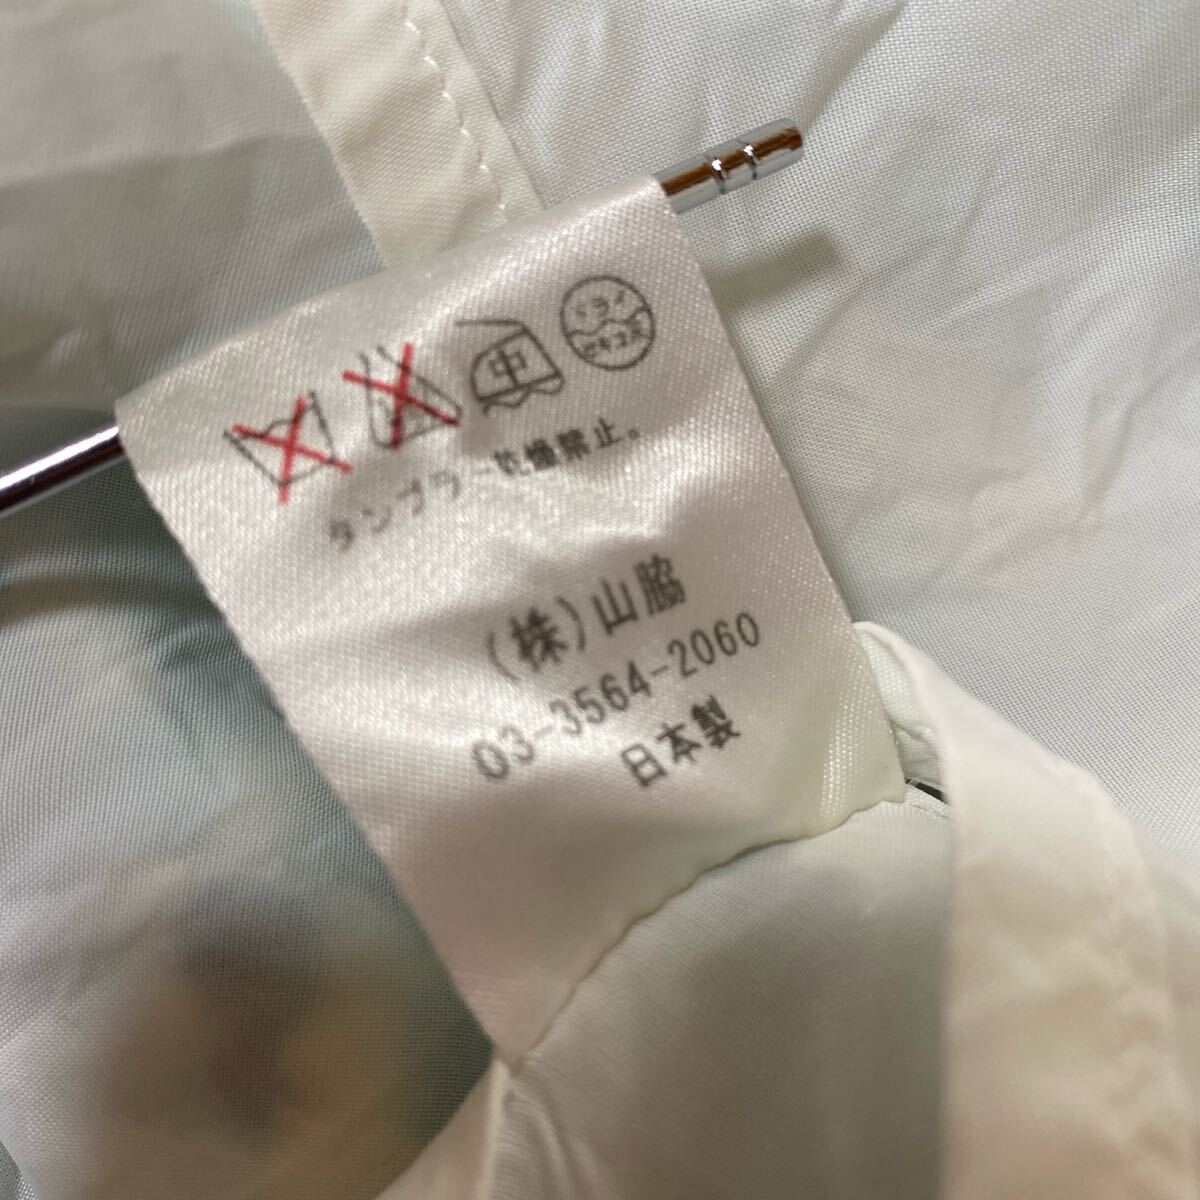 中
ドライ
セキユ系
タンブラー乾燥禁止。
(株)山脇
03-3564-2060
日本製